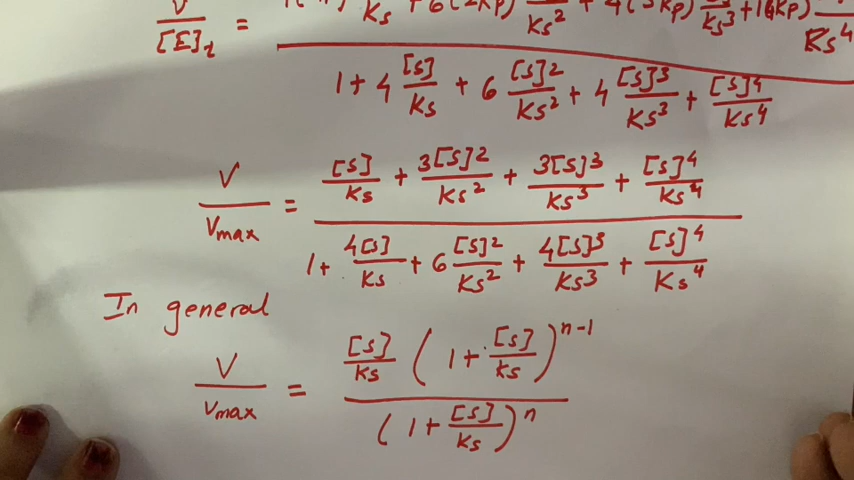 V/[E]t = Ks + 6(2Kp) /Ks² + 4(3Kp) /Ks³ + 1(4Kp) /Ks⁴
1 + 4 [S]/Ks + 6 [S]²/Ks² + 4 [S]³/Ks³ + [S]⁴/Ks⁴
V/Vmax = [S]/Ks + 3[S]²/Ks² + 3[S]³/Ks³ + [S]⁴/Ks⁴
1 + 4[S]/Ks + 6 [S]²/Ks² + 4[S]³/Ks³ + [S]⁴/Ks⁴
In general
V/Vmax = [S]/Ks (1 + [S]/Ks)ⁿ⁻¹
(1 + [S]/Ks)ⁿ